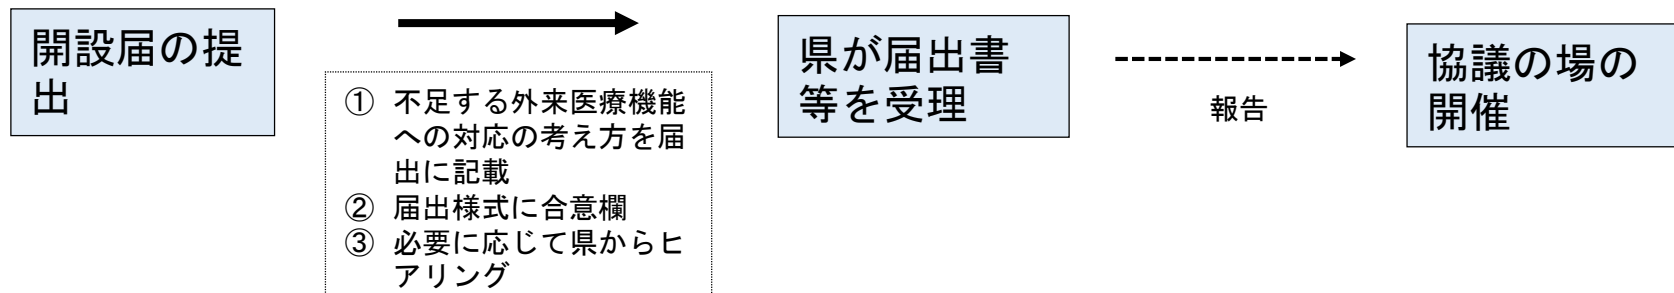 開設届の提
出
① 不足する外来医療機能
への対応の考え方を届
出に記載
② 届出様式に合意欄
③ 必要に応じて県からヒ
アリング
県が届出書
等を受理
報告
協議の場の
開催